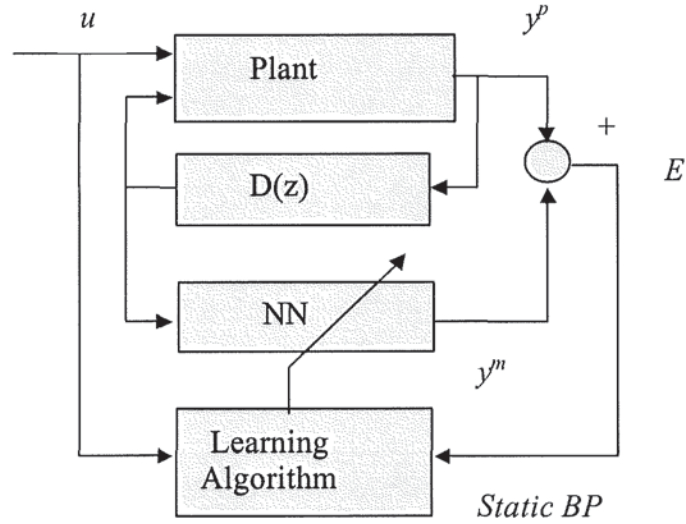 u
y^p
Plant
+
D(z)
E
NN
y^m
Learning
Algorithm
Static BP